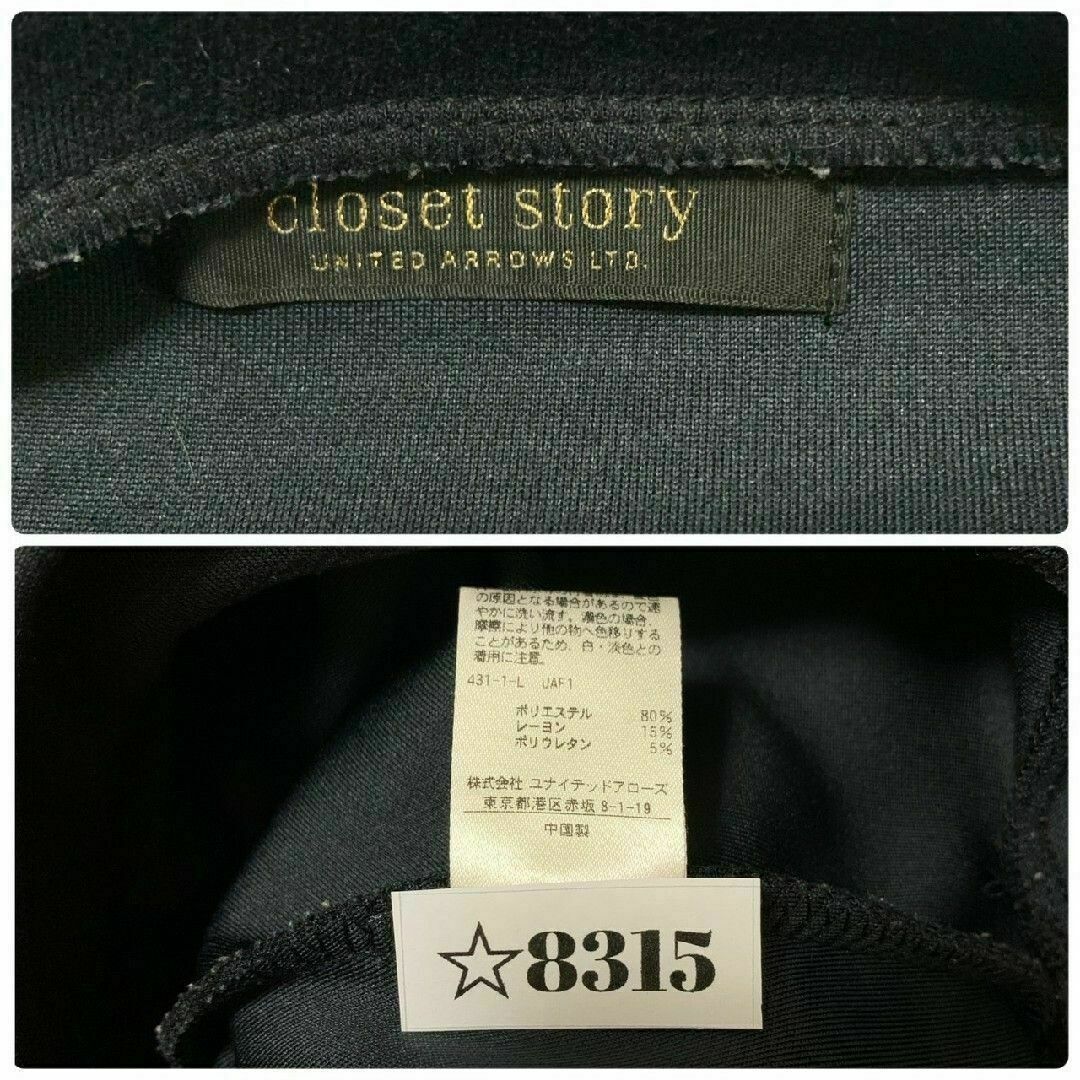 closet story
UNITED ARROWS LTD.
の原因となる場合があるので速
やかに洗い流す。濃色の場合、
摩擦により他の物へ色移りする
ことがあるため、白・淡色との
着用に注意。
431-1-L JAF1
ポリエステル 80%
レーヨン 15%
ポリウレタン 5%
株式会社 ユナイテッドアローズ
東京都港区赤坂 8-1-19
中国製
☆8315